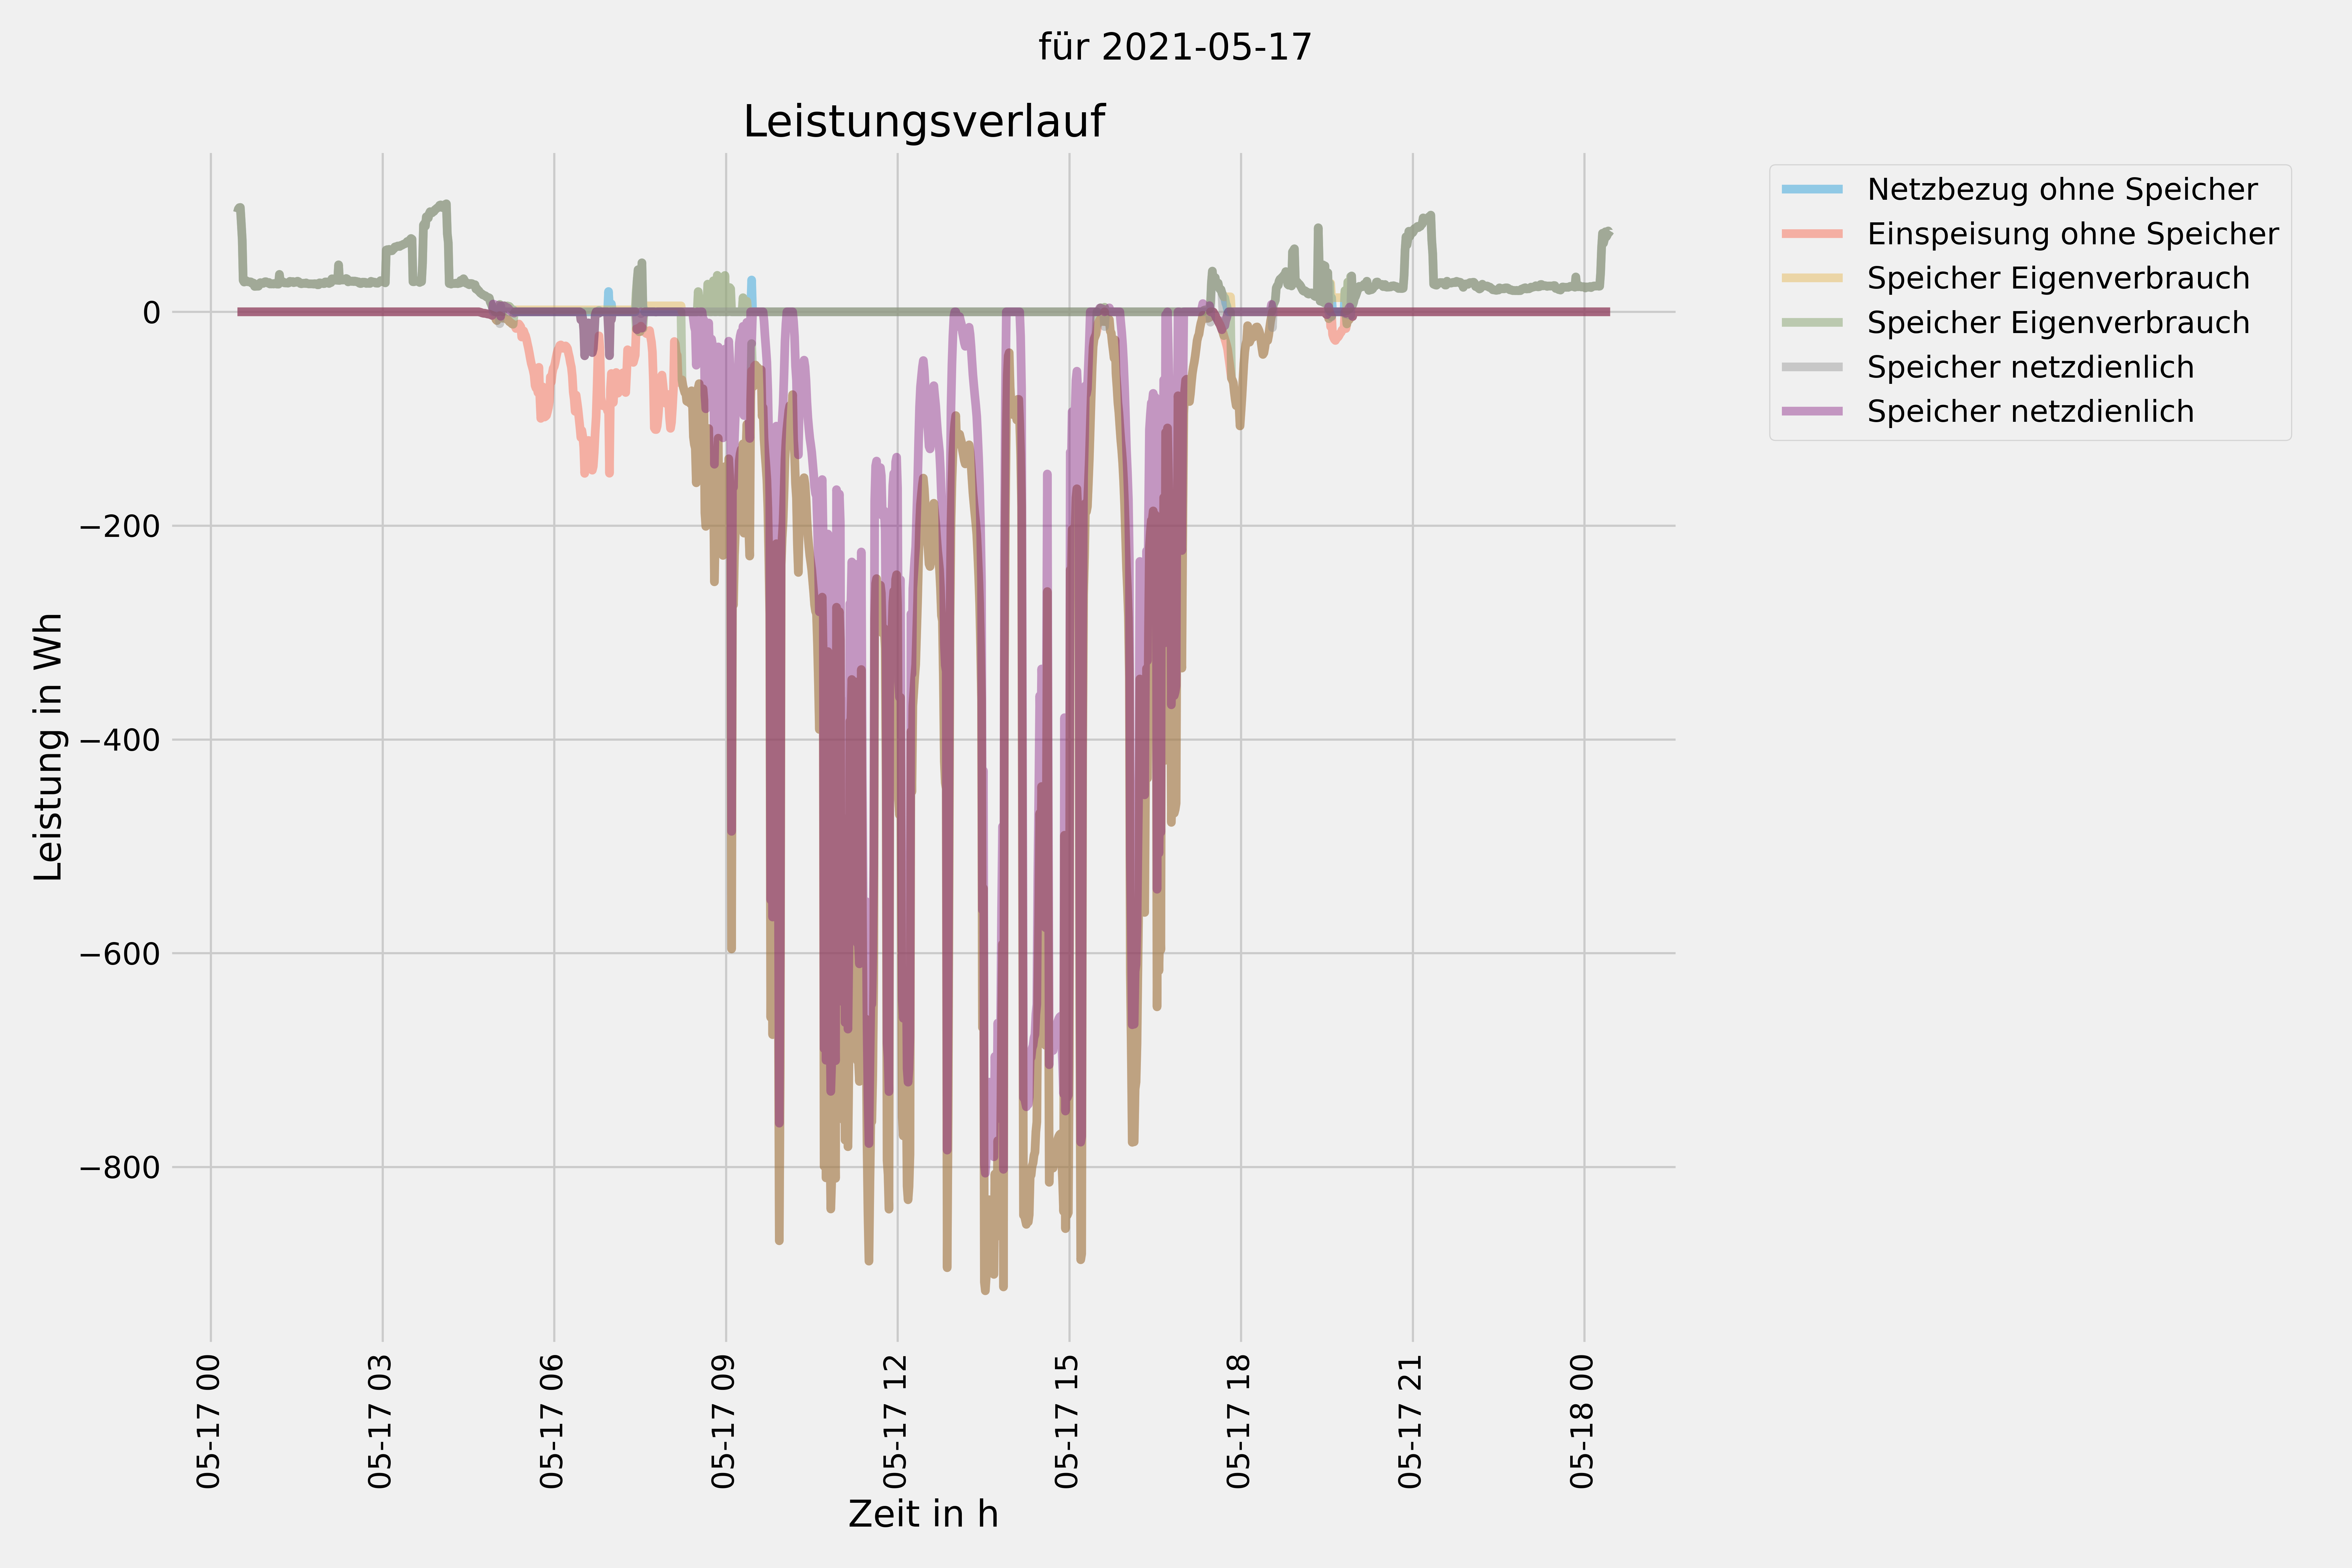 für 2021-05-17
Leistungsverlauf
Netzbezug ohne Speicher
Einspeisung ohne Speicher
Speicher Eigenverbrauch
Speicher Eigenverbrauch
Speicher netzdienlich
Speicher netzdienlich
Leistung in Wh
0
−200
−400
−600
−800
05-17 00
05-17 03
05-17 06
05-17 09
05-17 12
05-17 15
05-17 18
05-17 21
05-18 00
Zeit in h